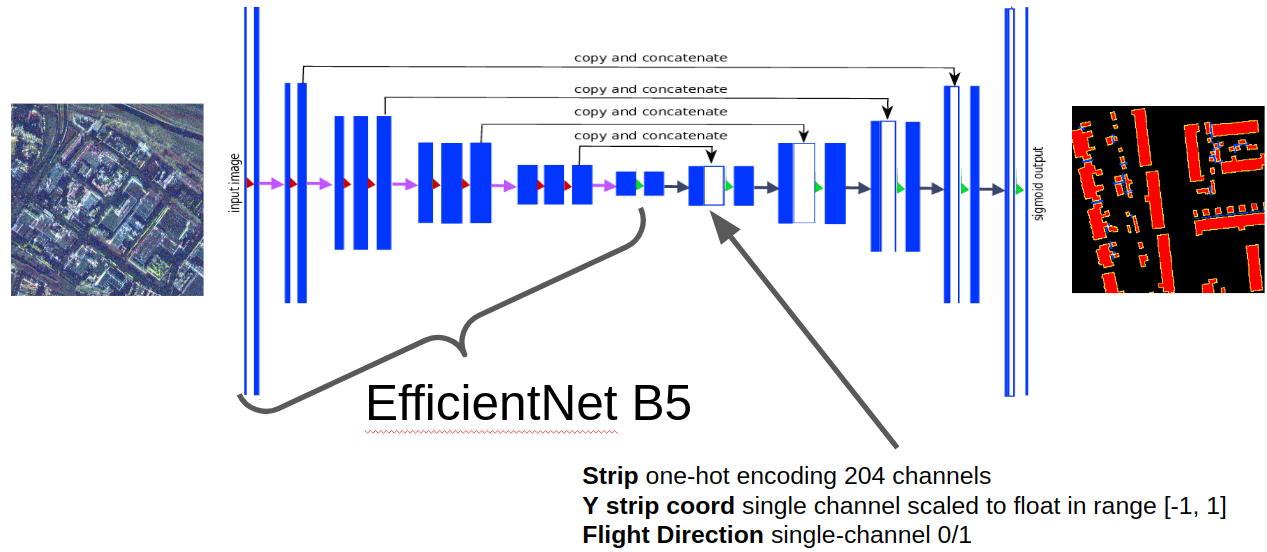 copy and concatenate
copy and concatenate
copy and concatenate
copy and concatenate
input image
sigmoid output
EfficientNet B5
Strip one-hot encoding 204 channels
Y strip coord single channel scaled to float in range [-1, 1]
Flight Direction single-channel 0/1